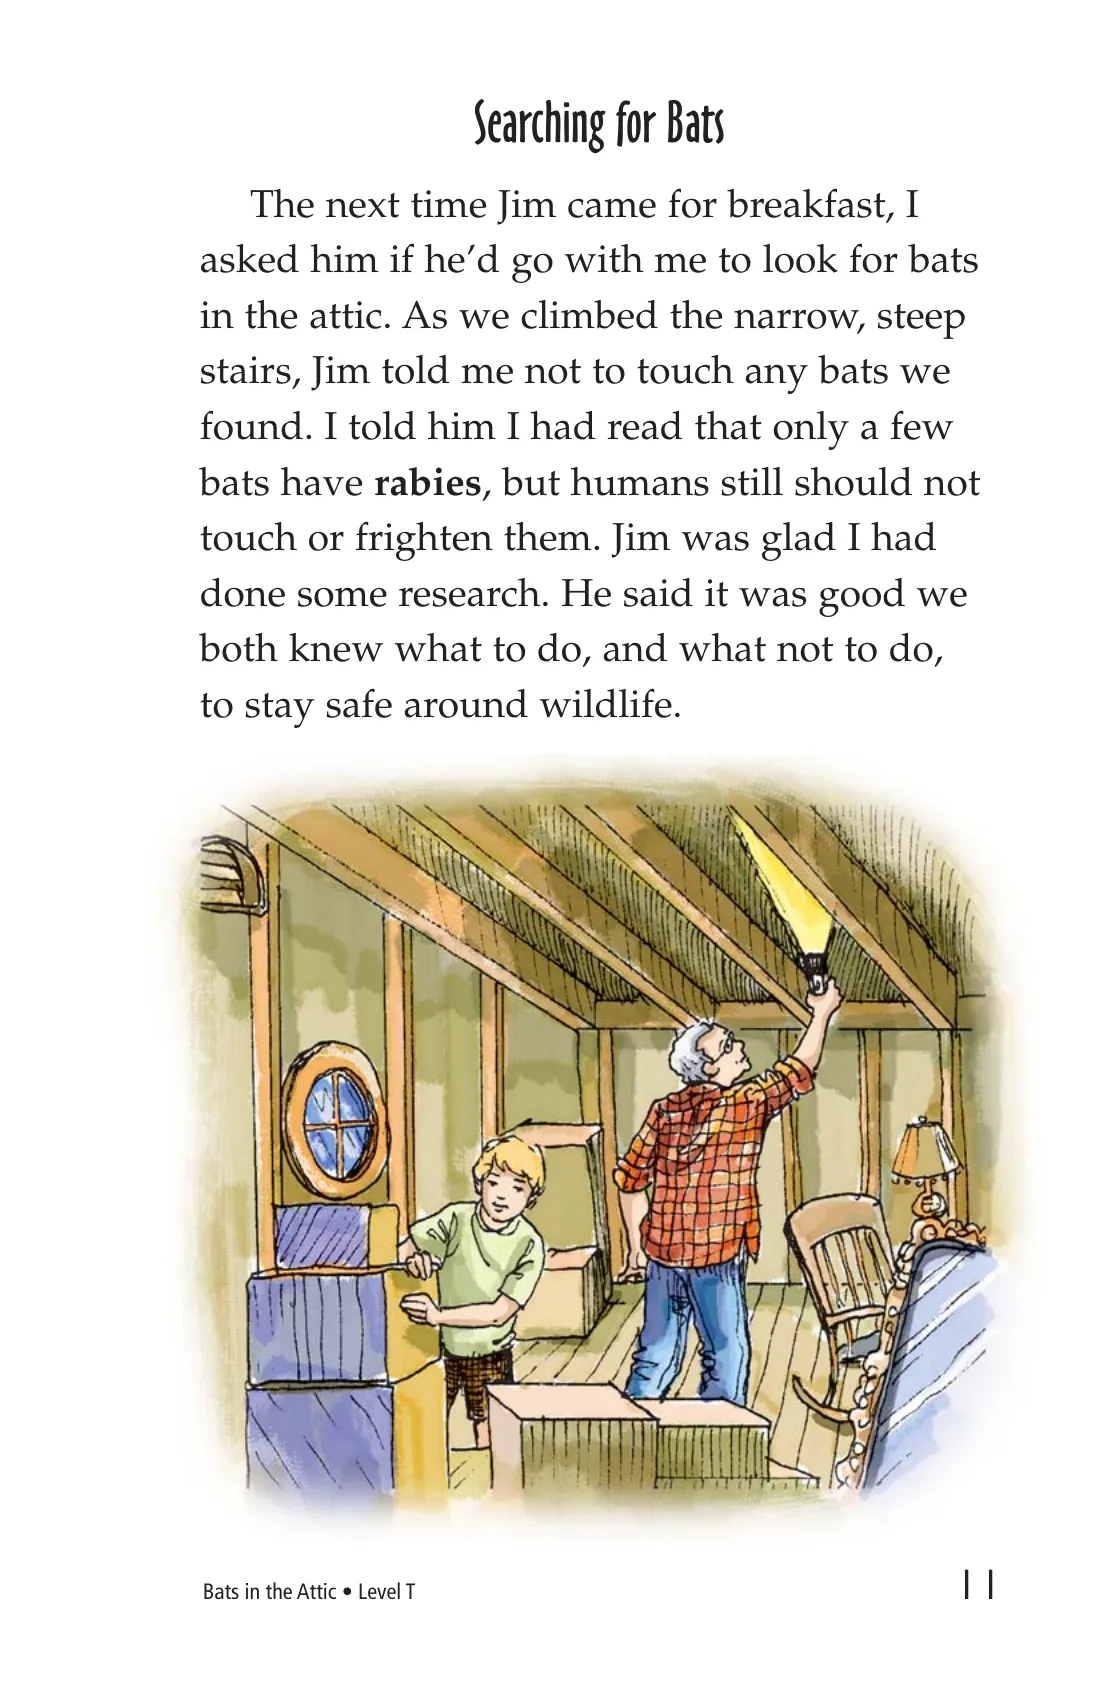 Searching for Bats
The next time Jim came for breakfast, I
asked him if he’d go with me to look for bats
in the attic. As we climbed the narrow, steep
stairs, Jim told me not to touch any bats we
found. I told him I had read that only a few
bats have rabies, but humans still should not
touch or frighten them. Jim was glad I had
done some research. He said it was good we
both knew what to do, and what not to do,
to stay safe around wildlife.
Bats in the Attic • Level T
11